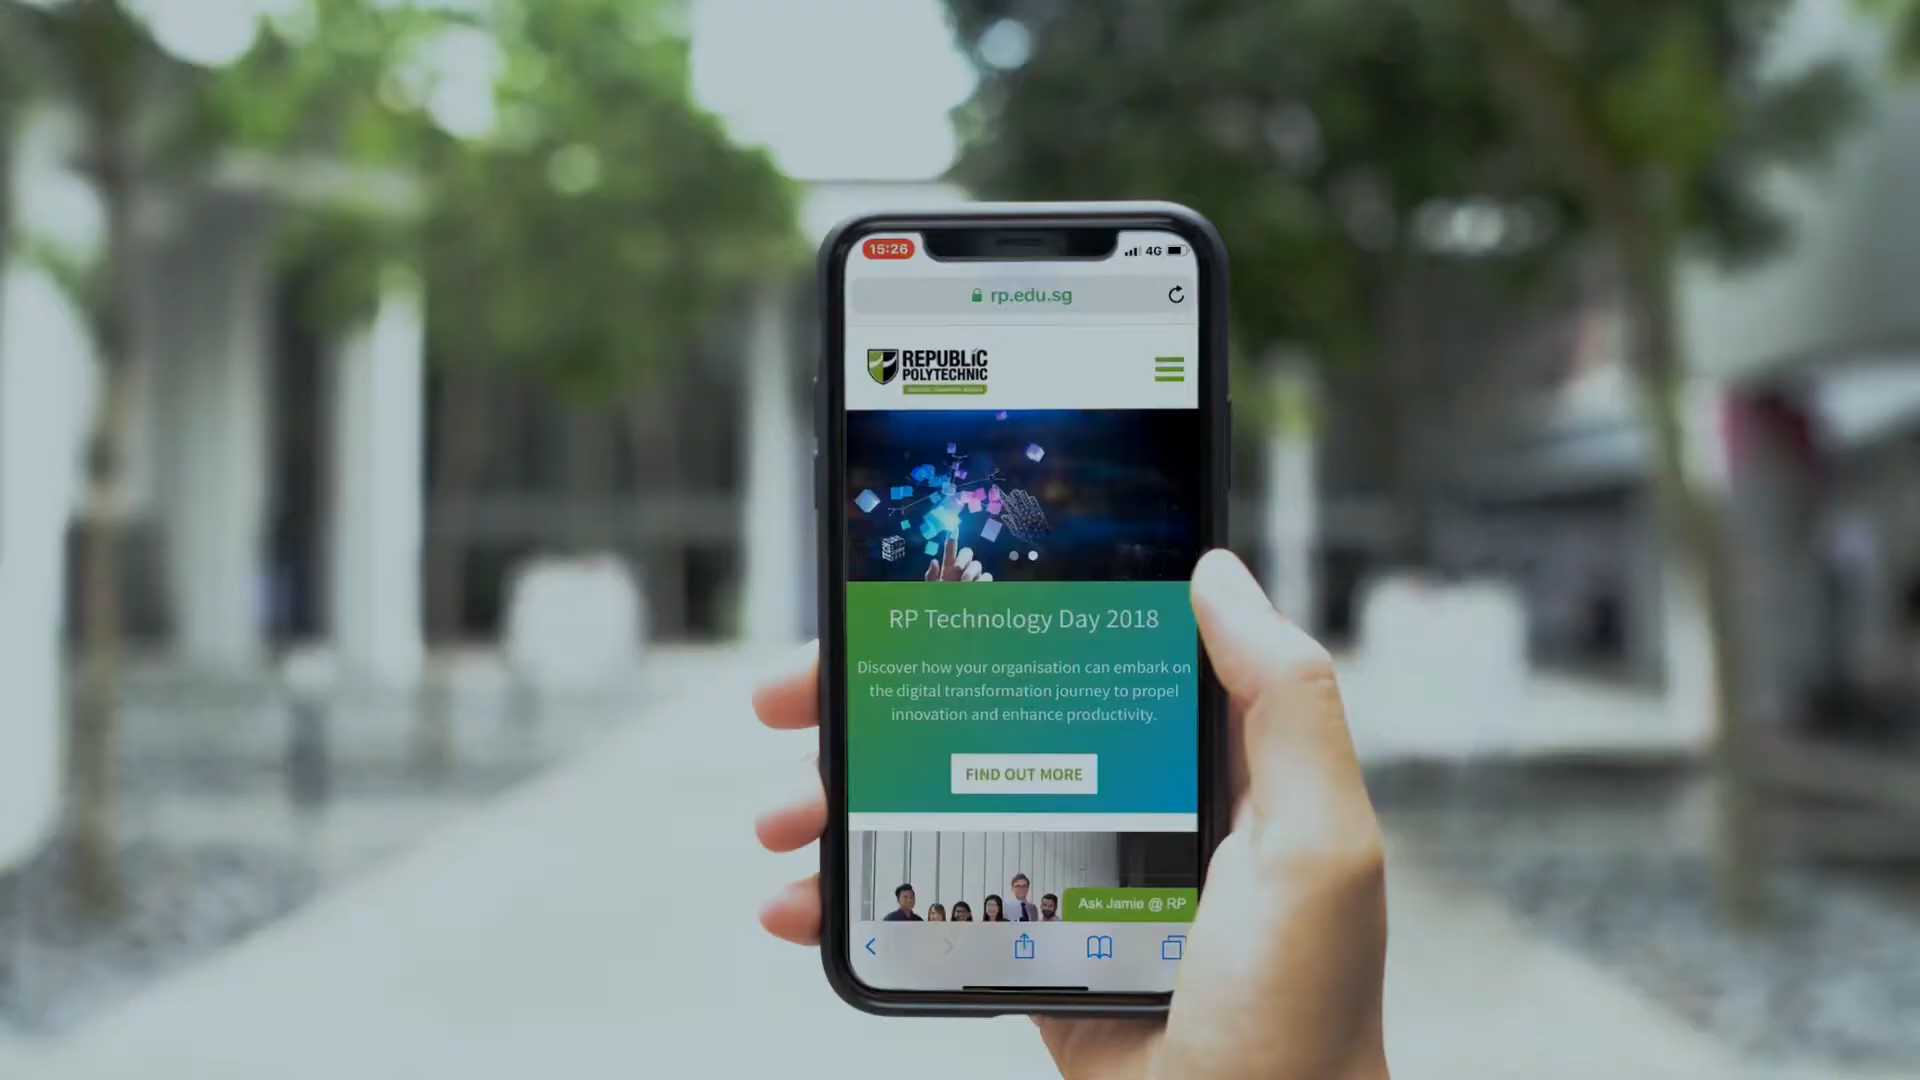 15:26
4G
rp.edu.sg
REPUBLIC
POLYTECHNIC
RP Technology Day 2018
Discover how your organisation can embark on
the digital transformation journey to propel
innovation and enhance productivity.
FIND OUT MORE
Ask Jamie @ RP